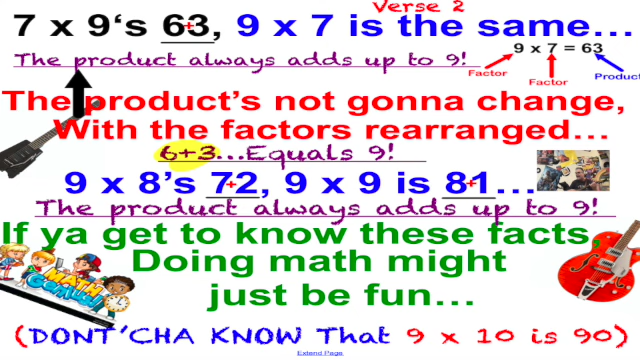 Verse 2
7 x 9's 63, 9 x 7 is the same...
+
9 x 7 = 63
The product always adds up to 9!
Factor
Factor
Product
The product's not gonna change,
With the factors rearranged...
6+3...Equals 9!
9 x 8's 72, 9 x 9 is 81...
+ +
The product always adds up to 9!
If ya get to know these facts,
Doing math might
just be fun...
MATH
Genius!
(DONT'CHA KNOW That 9 x 10 is 90)
Extend Page